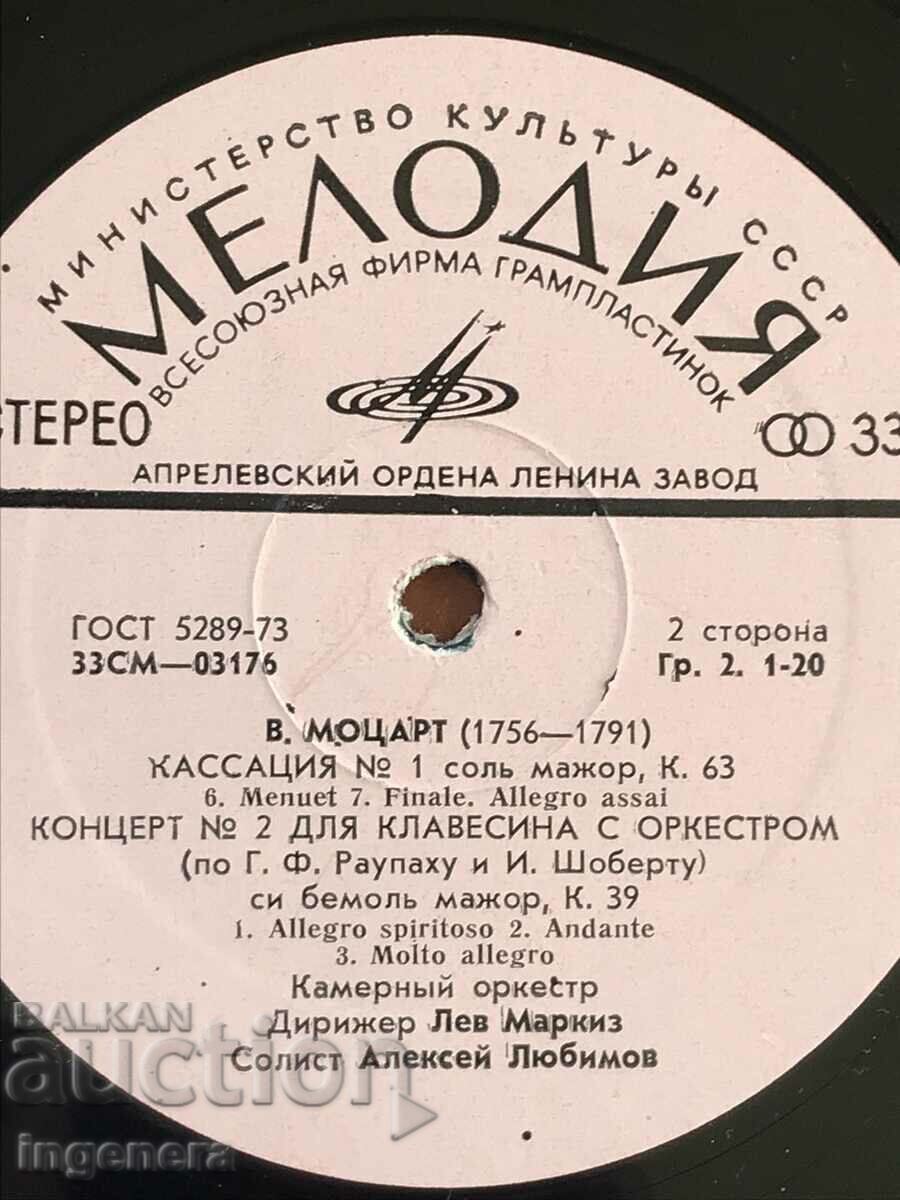 МИНИСТЕРСТВО КУЛЬТУРЫ СССР
МЕЛОДИЯ
ВСЕСОЮЗНАЯ ФИРМА ГРАМПЛАСТИНОК
СТЕРЕО 33
АПРЕЛЕВСКИЙ ОРДЕНА ЛЕНИНА ЗАВОД
ГОСТ 5289-73 2 сторона
33СМ—03176 Гр. 2. 1-20
В. МОЦАРТ (1756—1791)
КАССАЦИЯ № 1 соль мажор, К. 63
6. Menuet 7. Finale. Allegro assai
КОНЦЕРТ № 2 ДЛЯ КЛАВЕСИНА С ОРКЕСТРОМ
(по Г. Ф. Раупаху и И. Шоберту)
си бемоль мажор, К. 39
1. Allegro spiritoso 2. Andante
3. Molto allegro
Камерный оркестр
Дирижер Лев Маркиз
Солист Алексей Любимов
BALKAN
auction
ingenera